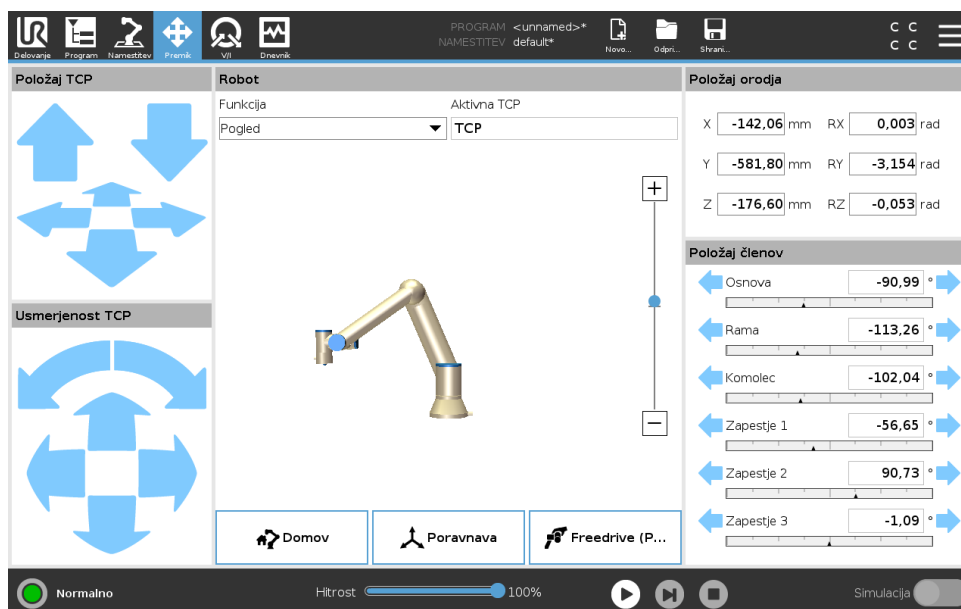 PROGRAM <unnamed>*
NAMESTITEV default*
Delovanje Program Namestitev Premik V/I Dnevnik Novo... Odpri... Shrani...
C C
C C
Položaj TCP
Robot
Položaj orodja
Funkcija Aktivna TCP
Pogled TCP
X -142,06 mm RX 0,003 rad
Y -581,80 mm RY -3,154 rad
Z -176,60 mm RZ -0,053 rad
Položaj členov
Osnova -90,99 °
Usmerjenost TCP
Rama -113,26 °
Komolec -102,04 °
Zapestje 1 -56,65 °
Zapestje 2 90,73 °
Zapestje 3 -1,09 °
Domov Poravnava Freedrive (P...
Normalno Hitrost 100% Simulacija